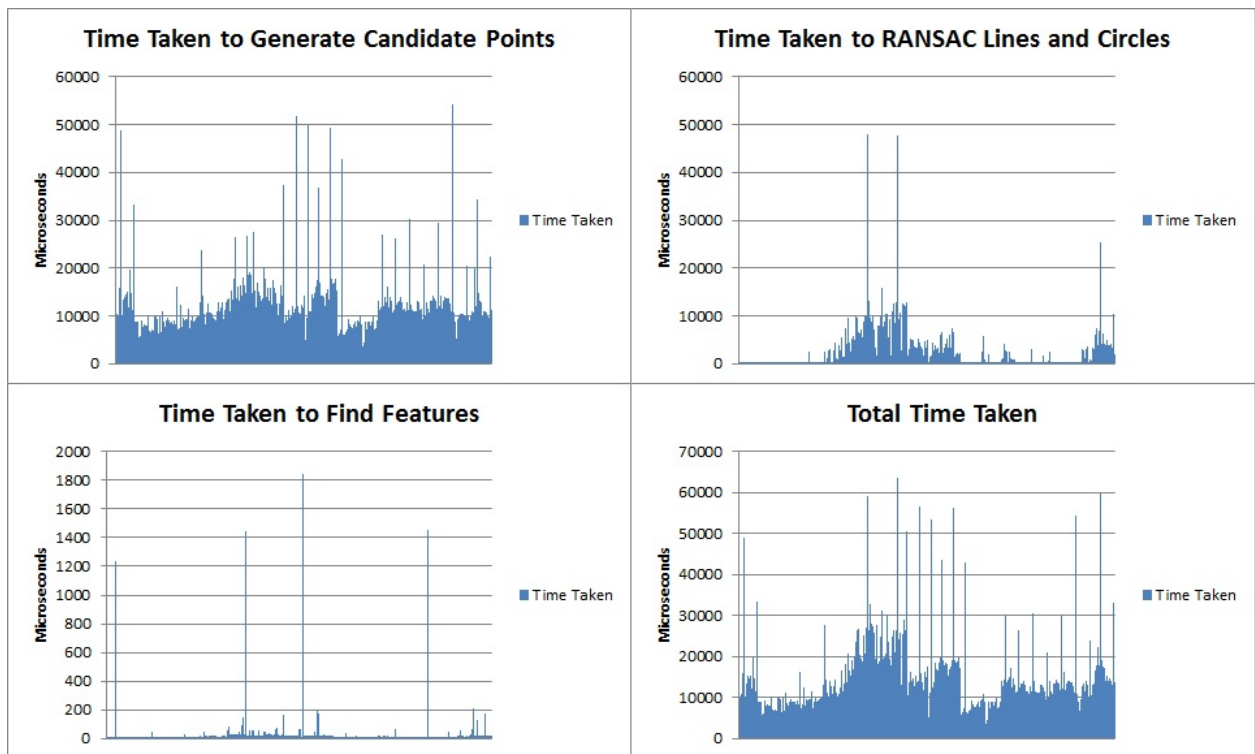 Time Taken to Generate Candidate Points
60000
50000
40000
30000
20000
10000
0
Microseconds
Time Taken
Time Taken to RANSAC Lines and Circles
60000
50000
40000
30000
20000
10000
0
Microseconds
Time Taken
Time Taken to Find Features
2000
1800
1600
1400
1200
1000
800
600
400
200
0
Microseconds
Time Taken
Total Time Taken
70000
60000
50000
40000
30000
20000
10000
0
Microseconds
Time Taken